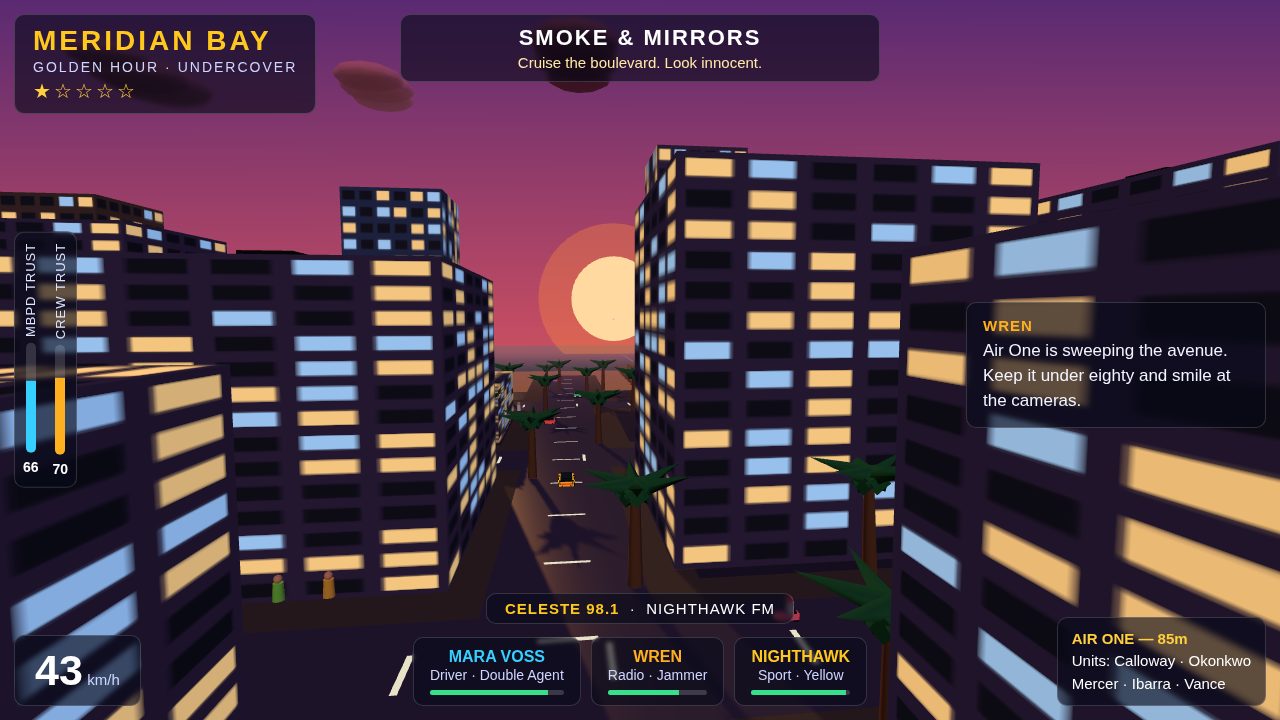 MERIDIAN BAY
GOLDEN HOUR · UNDERCOVER
★☆☆☆☆
SMOKE & MIRRORS
Cruise the boulevard. Look innocent.
MBPD TRUST
CREW TRUST
66
70
WREN
Air One is sweeping the avenue.
Keep it under eighty and smile at
the cameras.
CELESTE 98.1 · NIGHTHAWK FM
43 km/h
MARA VOSS
Driver · Double Agent
WREN
Radio · Jammer
NIGHTHAWK
Sport · Yellow
AIR ONE — 85m
Units: Calloway · Okonkwo
Mercer · Ibarra · Vance